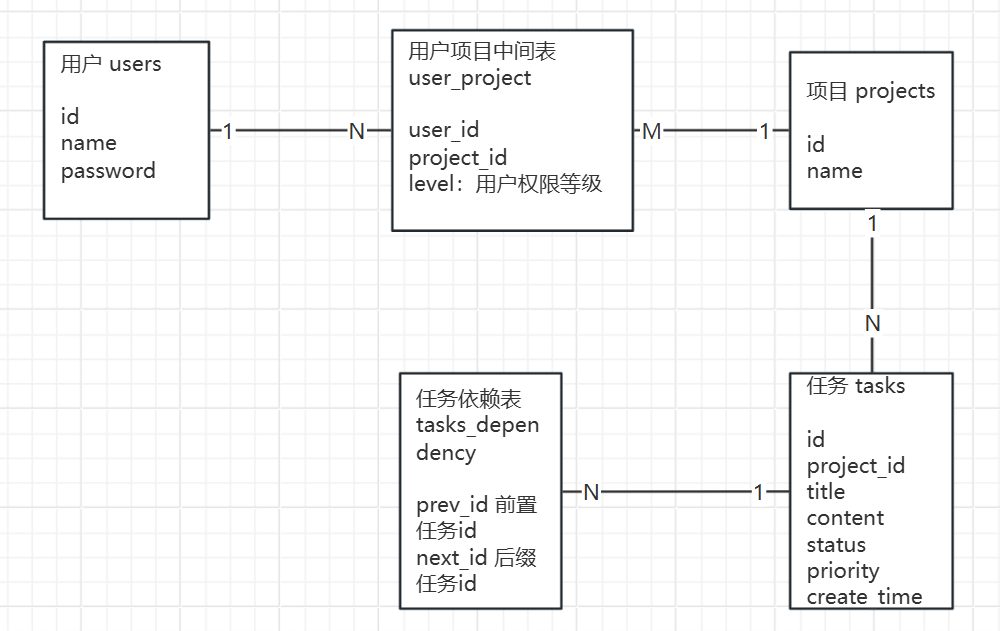 用户 users
id
name
password
1
N
用户项目中间表
user_project
user_id
project_id
level：用户权限等级
M
1
项目 projects
id
name
1
N
任务依赖表
tasks_depen
dency
prev_id 前置
任务id
next_id 后缀
任务id
N
1
任务 tasks
id
project_id
title
content
status
priority
create_time